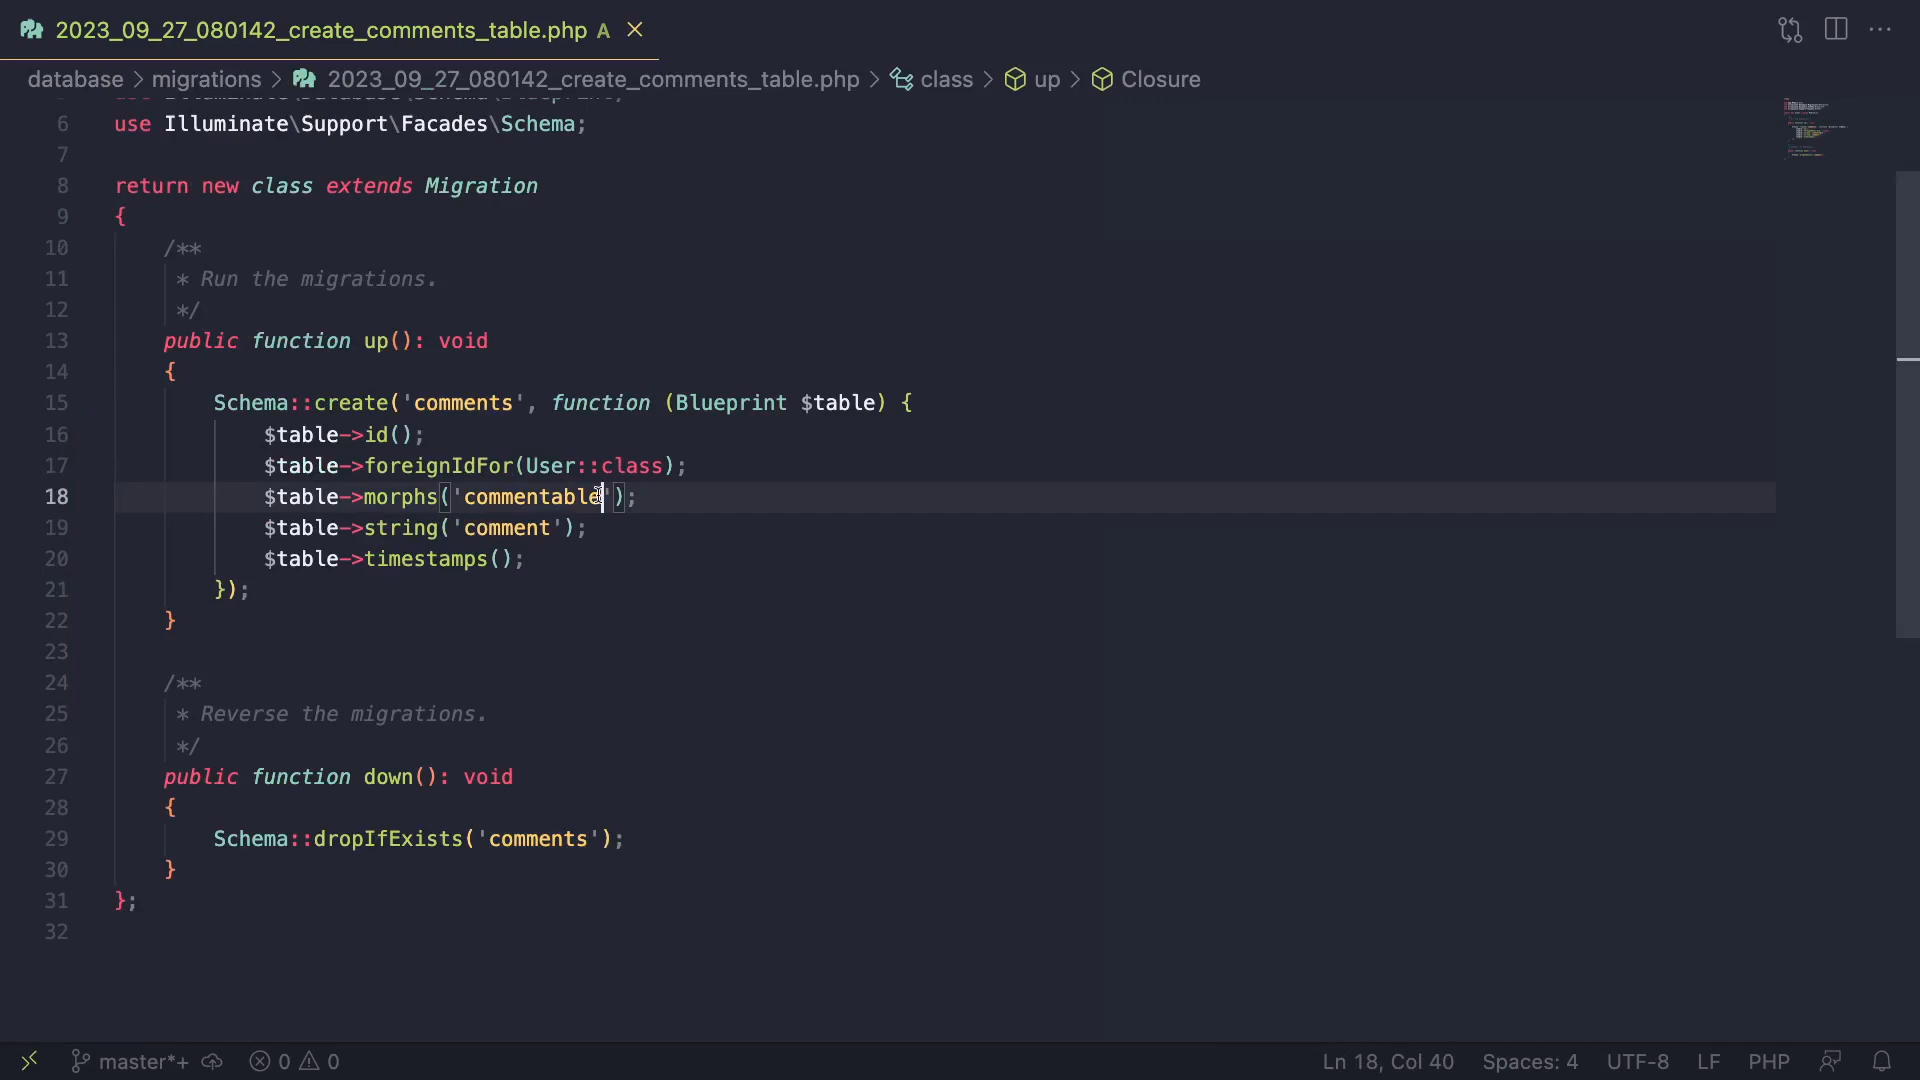 2023_09_27_080142_create_comments_table.php A
database > migrations > 2023_09_27_080142_create_comments_table.php > class > up > Closure
6 use Illuminate\Support\Facades\Schema;
7
8 return new class extends Migration
9 {
10 /**
11 * Run the migrations.
12 */
13 public function up(): void
14 {
15 Schema::create('comments', function (Blueprint $table) {
16 $table->id();
17 $table->foreignIdFor(User::class);
18 $table->morphs('commentable');
19 $table->string('comment');
20 $table->timestamps();
21 });
22 }
23
24 /**
25 * Reverse the migrations.
26 */
27 public function down(): void
28 {
29 Schema::dropIfExists('comments');
30 }
31 };
32
master*+ 0 0 Ln 18, Col 40 Spaces: 4 UTF-8 LF PHP